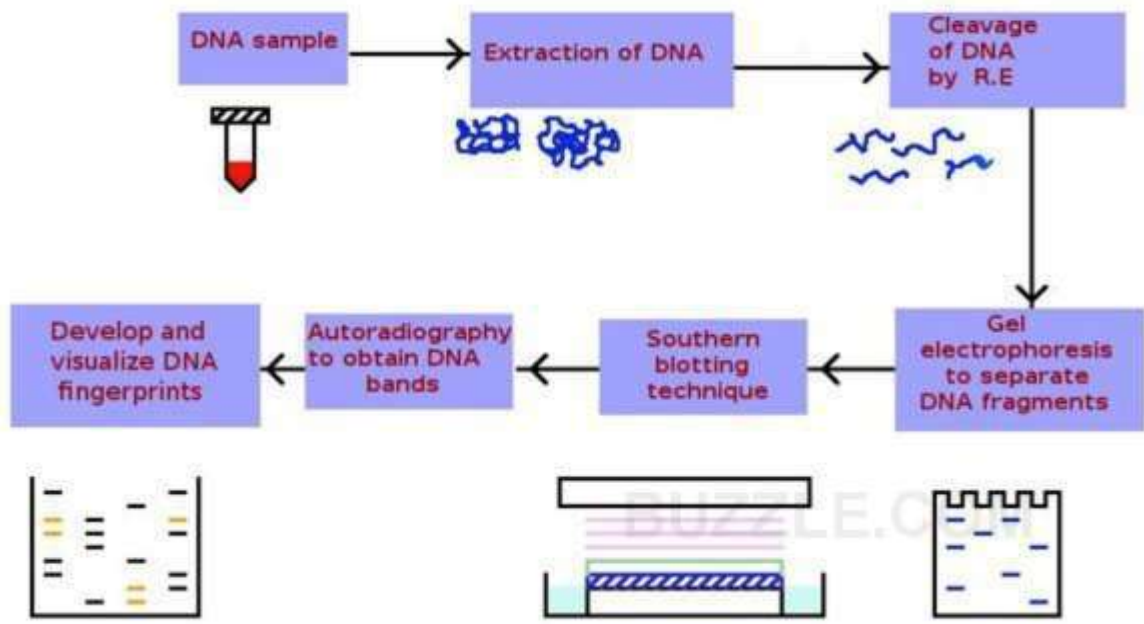 DNA sample
Extraction of DNA
Cleavage
of DNA
by R.E
Gel
electrophoresis
to separate
DNA fragments
Southern
blotting
technique
Autoradiography
to obtain DNA
bands
Develop and
visualize DNA
fingerprints
BUZZLE.COM